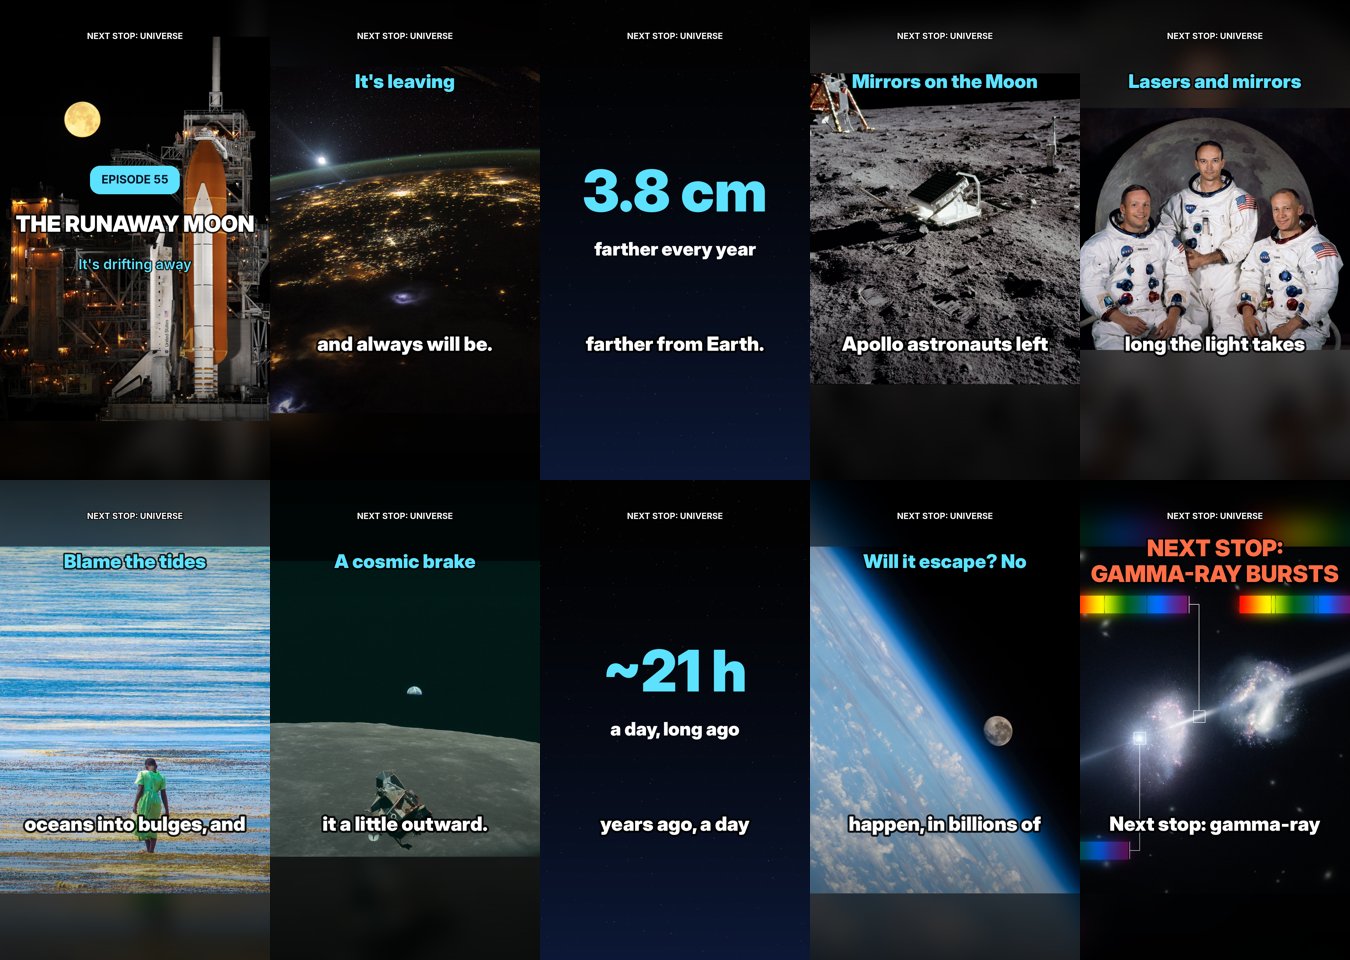 NEXT STOP: UNIVERSE
EPISODE 55
THE RUNAWAY MOON
It's drifting away
NEXT STOP: UNIVERSE
It's leaving
and always will be.
NEXT STOP: UNIVERSE
3.8 cm
farther every year
farther from Earth.
NEXT STOP: UNIVERSE
Mirrors on the Moon
Apollo astronauts left
NEXT STOP: UNIVERSE
Lasers and mirrors
long the light takes
NEXT STOP: UNIVERSE
Blame the tides
oceans into bulges, and
NEXT STOP: UNIVERSE
A cosmic brake
it a little outward.
NEXT STOP: UNIVERSE
~21 h
a day, long ago
years ago, a day
NEXT STOP: UNIVERSE
Will it escape? No
happen, in billions of
NEXT STOP: UNIVERSE
NEXT STOP:
GAMMA-RAY BURSTS
Next stop: gamma-ray